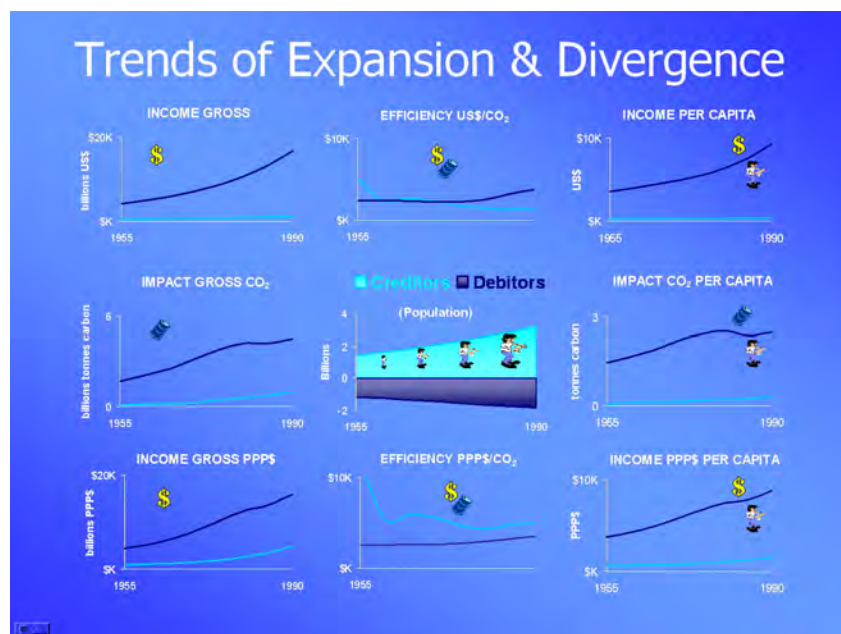 Trends of Expansion & Divergence
INCOME GROSS
$20K
billions US$
$K
1955
1990
EFFICIENCY US$/CO₂
$10K
$K
1955
INCOME PER CAPITA
$10K
US$
$K
1955
1990
IMPACT GROSS CO₂
6
billions tonnes carbon
0
1955
1990
Creditors Debitors
(Population)
4
2
0
-2
Billions
1955
1990
IMPACT CO₂ PER CAPITA
3
tonnes carbon
0
1955
1990
INCOME GROSS PPP$
$20K
billions PPP$
$K
1955
1990
EFFICIENCY PPP$/CO₂
$10K
$K
1955
INCOME PPP$ PER CAPITA
$10K
PPP$
$K
1955
1990